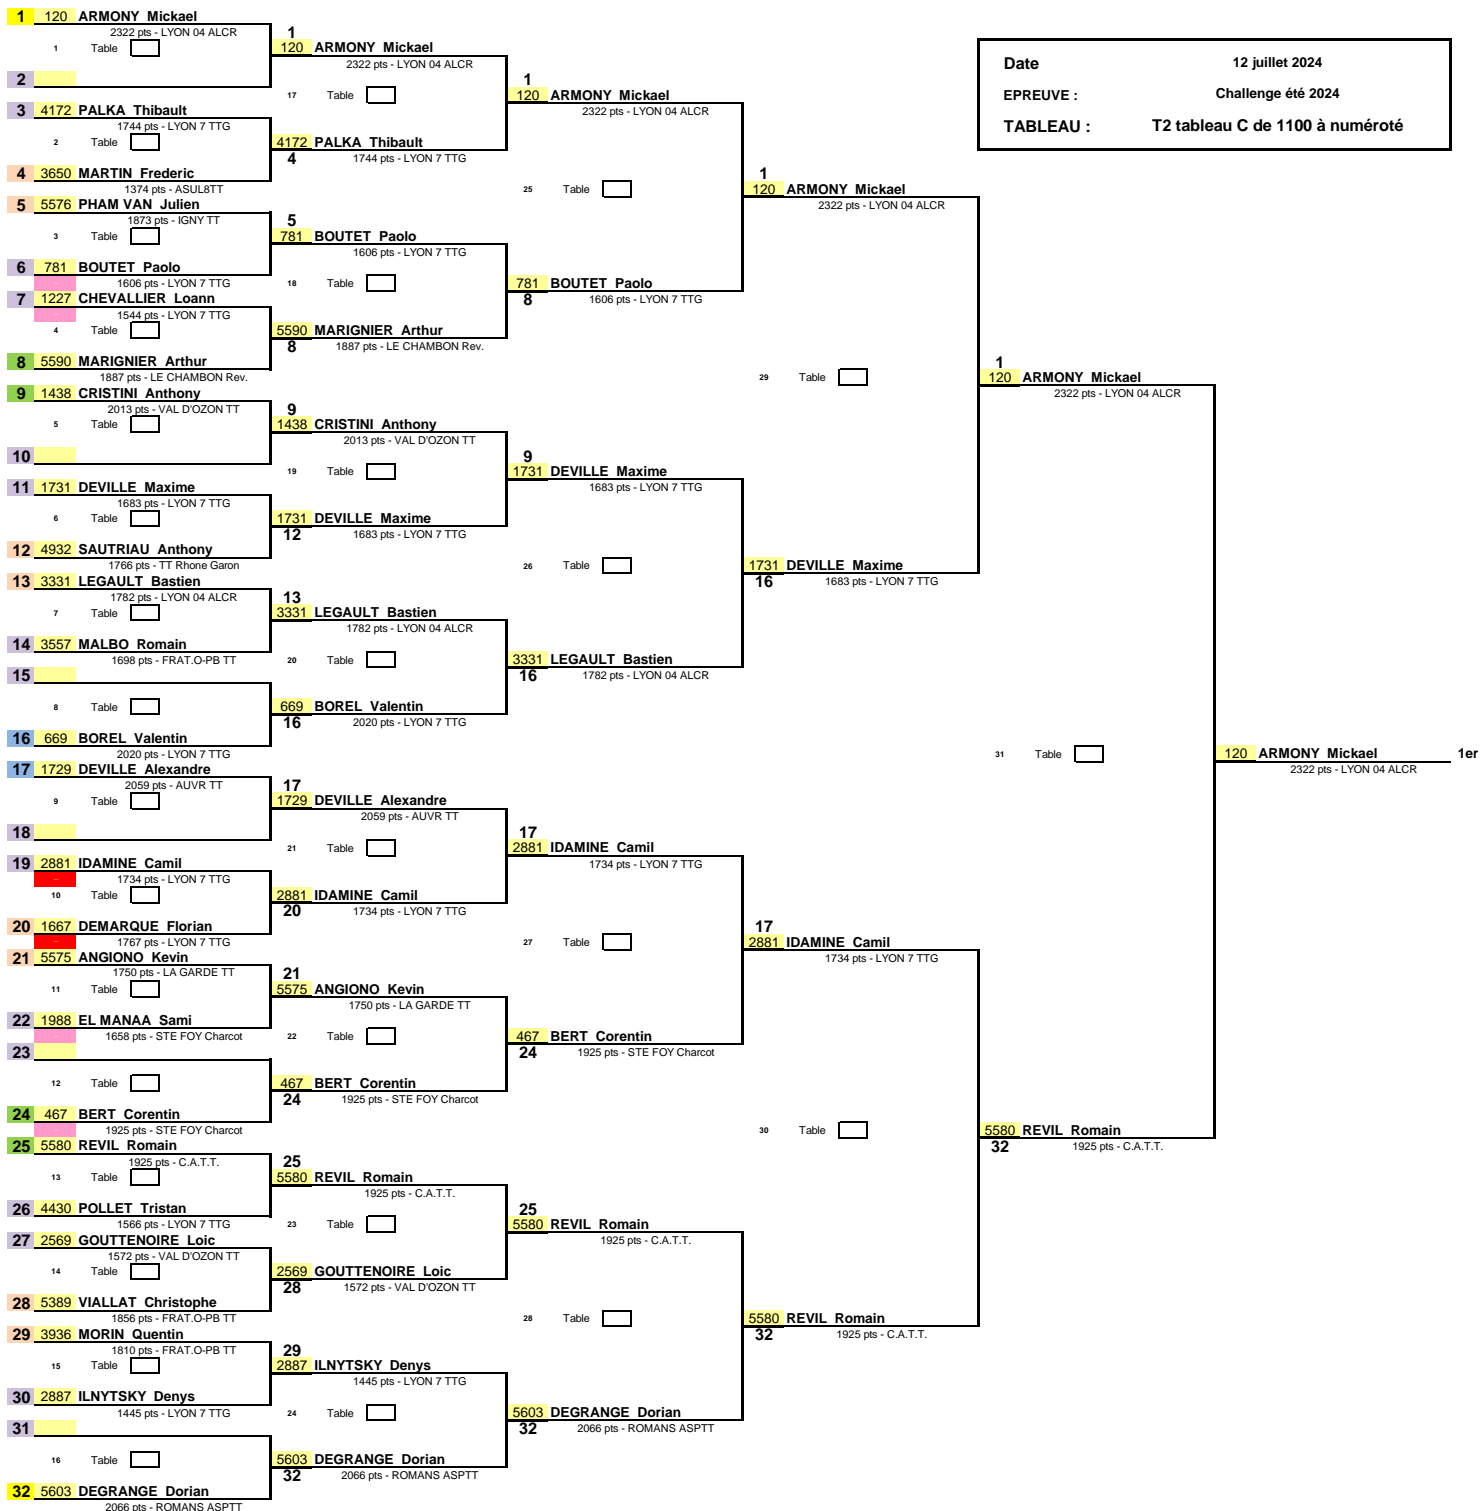 Date 12 juillet 2024
EPREUVE : Challenge été 2024
TABLEAU : T2 tableau C de 1100 à numéroté
1 120 ARMONY Mickael
2322 pts - LYON 04 ALCR
1 Table
2
3 4172 PALKA Thibault
1744 pts - LYON 7 TTG
2 Table
4 3650 MARTIN Frederic
1374 pts - ASUL8TT
5 5576 PHAM VAN Julien
1873 pts - IGNY TT
3 Table
6 781 BOUTET Paolo
1606 pts - LYON 7 TTG
7 1227 CHEVALLIER Loann
1544 pts - LYON 7 TTG
4 Table
8 5590 MARIGNIER Arthur
1887 pts - LE CHAMBON Rev.
9 1438 CRISTINI Anthony
2013 pts - VAL D'OZON TT
5 Table
10
11 1731 DEVILLE Maxime
1683 pts - LYON 7 TTG
6 Table
12 4932 SAUTRIAU Anthony
1766 pts - TT Rhone Garon
13 3331 LEGAULT Bastien
1782 pts - LYON 04 ALCR
7 Table
14 3557 MALBO Romain
1698 pts - FRAT.O-PB TT
15
8 Table
16 669 BOREL Valentin
2020 pts - LYON 7 TTG
17 1729 DEVILLE Alexandre
2059 pts - AUVR TT
9 Table
18
19 2881 IDAMINE Camil
1734 pts - LYON 7 TTG
10 Table
20 1667 DEMARQUE Florian
1767 pts - LYON 7 TTG
21 5575 ANGIONO Kevin
1750 pts - LA GARDE TT
11 Table
22 1988 EL MANAA Sami
1658 pts - STE FOY Charcot
23
12 Table
24 467 BERT Corentin
1925 pts - STE FOY Charcot
25 5580 REVIL Romain
1925 pts - C.A.T.T.
13 Table
26 4430 POLLET Tristan
1566 pts - LYON 7 TTG
27 2569 GOUTTENOIRE Loic
1572 pts - VAL D'OZON TT
14 Table
28 5389 VIALLAT Christophe
1856 pts - FRAT.O-PB TT
29 3936 MORIN Quentin
1810 pts - FRAT.O-PB TT
15 Table
30 2887 ILNYTSKY Denys
1445 pts - LYON 7 TTG
31
16 Table
32 5603 DEGRANGE Dorian
2066 pts - ROMANS ASPTT
1
120 ARMONY Mickael
2322 pts - LYON 04 ALCR
17 Table
4172 PALKA Thibault
4 1744 pts - LYON 7 TTG
5
781 BOUTET Paolo
1606 pts - LYON 7 TTG
18 Table
5590 MARIGNIER Arthur
8 1887 pts - LE CHAMBON Rev.
9
1438 CRISTINI Anthony
2013 pts - VAL D'OZON TT
19 Table
1731 DEVILLE Maxime
12 1683 pts - LYON 7 TTG
13
3331 LEGAULT Bastien
1782 pts - LYON 04 ALCR
20 Table
669 BOREL Valentin
16 2020 pts - LYON 7 TTG
17
1729 DEVILLE Alexandre
2059 pts - AUVR TT
21 Table
2881 IDAMINE Camil
20 1734 pts - LYON 7 TTG
21
5575 ANGIONO Kevin
1750 pts - LA GARDE TT
22 Table
467 BERT Corentin
24 1925 pts - STE FOY Charcot
25
5580 REVIL Romain
1925 pts - C.A.T.T.
23 Table
2569 GOUTTENOIRE Loic
28 1572 pts - VAL D'OZON TT
29
2887 ILNYTSKY Denys
1445 pts - LYON 7 TTG
24 Table
5603 DEGRANGE Dorian
32 2066 pts - ROMANS ASPTT
1
120 ARMONY Mickael
2322 pts - LYON 04 ALCR
25 Table
781 BOUTET Paolo
8 1606 pts - LYON 7 TTG
9
1731 DEVILLE Maxime
1683 pts - LYON 7 TTG
26 Table
3331 LEGAULT Bastien
16 1782 pts - LYON 04 ALCR
17
2881 IDAMINE Camil
1734 pts - LYON 7 TTG
27 Table
467 BERT Corentin
24 1925 pts - STE FOY Charcot
25
5580 REVIL Romain
1925 pts - C.A.T.T.
28 Table
5603 DEGRANGE Dorian
32 2066 pts - ROMANS ASPTT
1
120 ARMONY Mickael
2322 pts - LYON 04 ALCR
29 Table
1731 DEVILLE Maxime
16 1683 pts - LYON 7 TTG
17
2881 IDAMINE Camil
1734 pts - LYON 7 TTG
30 Table
5580 REVIL Romain
32 1925 pts - C.A.T.T.
1
120 ARMONY Mickael
2322 pts - LYON 04 ALCR
31 Table
5580 REVIL Romain
32 1925 pts - C.A.T.T.
120 ARMONY Mickael 1er
2322 pts - LYON 04 ALCR